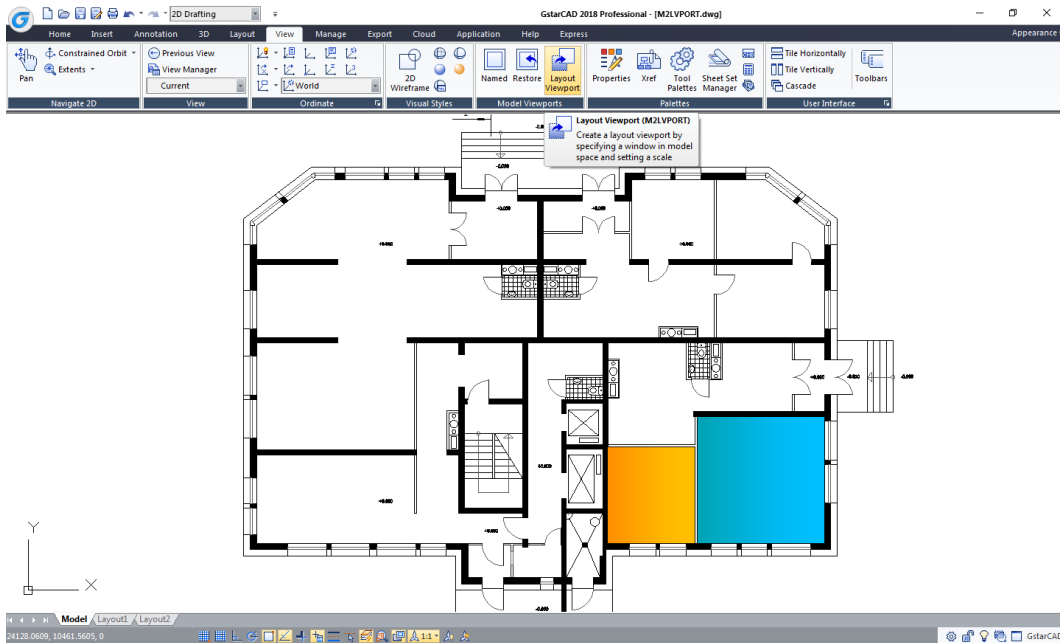 2D Drafting
GstarCAD 2018 Professional - [M2LVPORT.dwg]
Home Insert Annotation 3D Layout View Manage Export Cloud Application Help Express
Appearance
Constrained Orbit
Extents
Pan
Navigate 2D
Previous View
View Manager
Current
View
World
Ordinate
2D
Wireframe
Visual Styles
Named Restore Layout
Viewport
Model Viewports
Properties Xref Tool
Palettes Sheet Set
Manager
Palettes
Tile Horizontally
Tile Vertically
Cascade
Toolbars
User Interface
Layout Viewport (M2LVPORT)
Create a layout viewport by
specifying a window in model
space and setting a scale
Y
X
Model Layout1 Layout2
24128.0609, 10461.5605, 0
1:1
GstarCAD